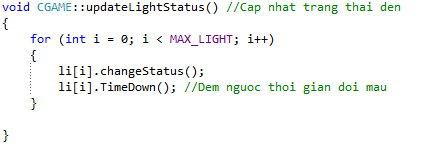 void CGAME::updateLightStatus() //Cap nhat trang thai den
{
    for (int i = 0; i < MAX_LIGHT; i++)
    {
        li[i].changeStatus();
        li[i].TimeDown(); //Dem nguoc thoi gian doi mau
    }
}